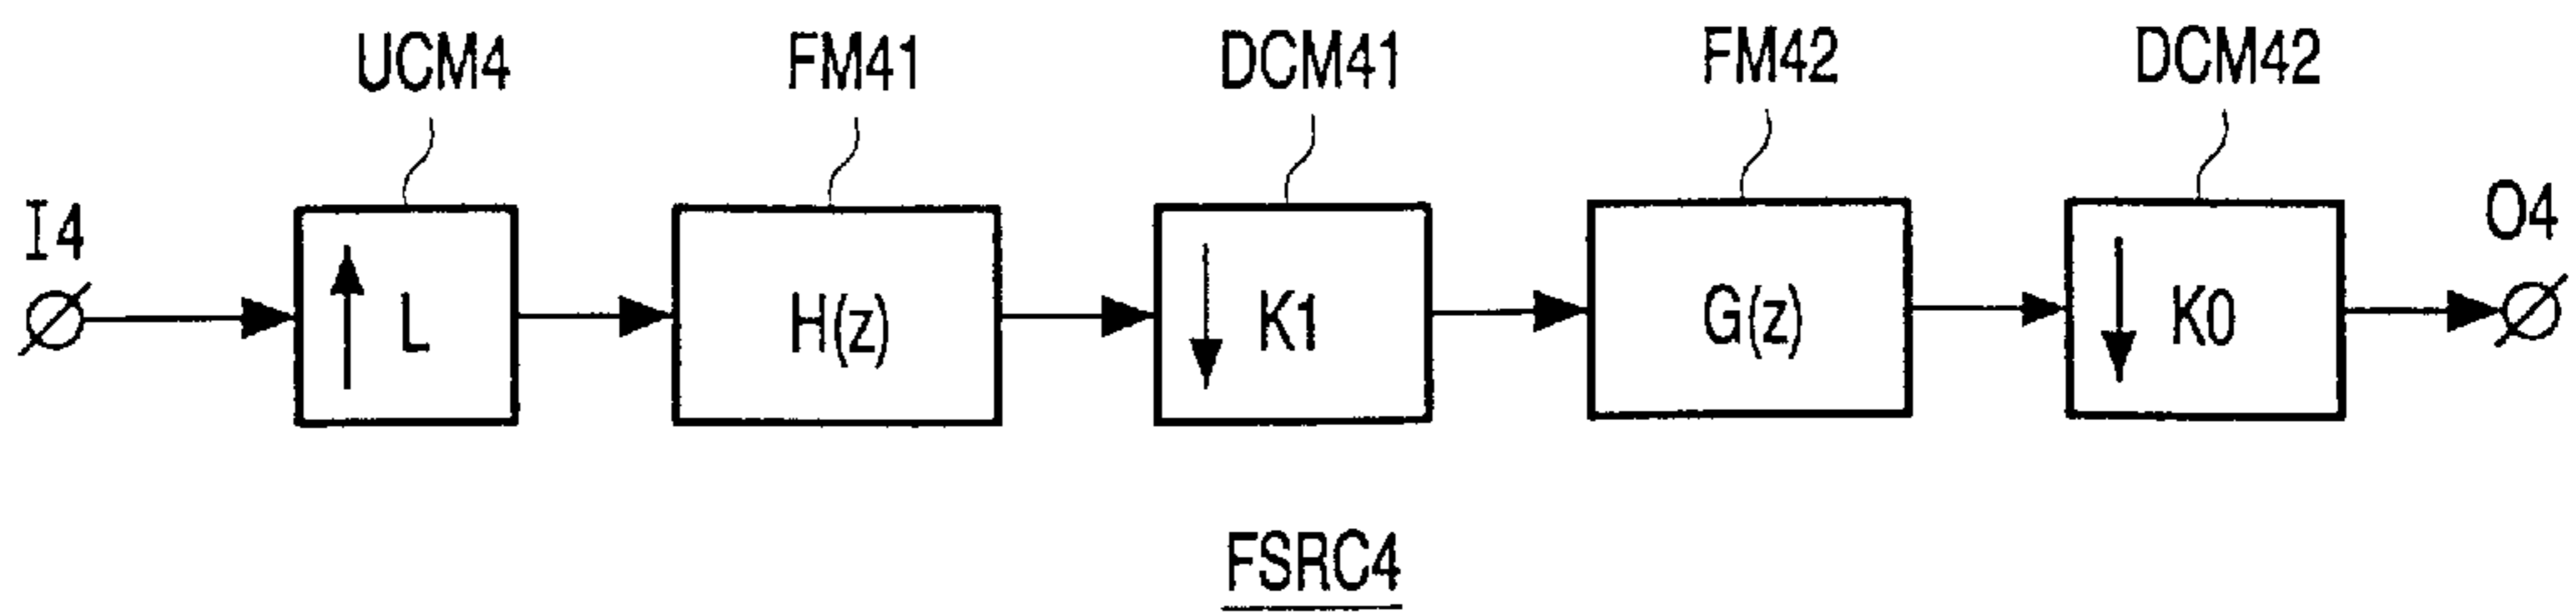 UCM4 FM41 DCM41 FM42 DCM42
I4 O4
L H(z) K1 G(z) K0
FSRC4